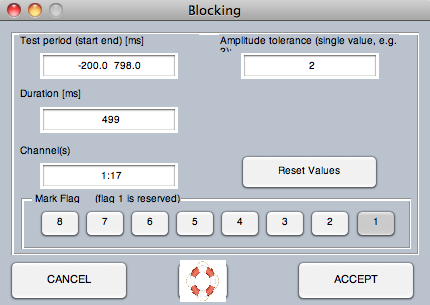 Blocking
Test period (start end) [ms]
Amplitude tolerance (single value, e.g. 2):
-200.0 798.0
2
Duration [ms]
499
Channel(s)
1:17
Reset Values
Mark Flag (flag 1 is reserved)
8 7 6 5 4 3 2 1
CANCEL
ACCEPT